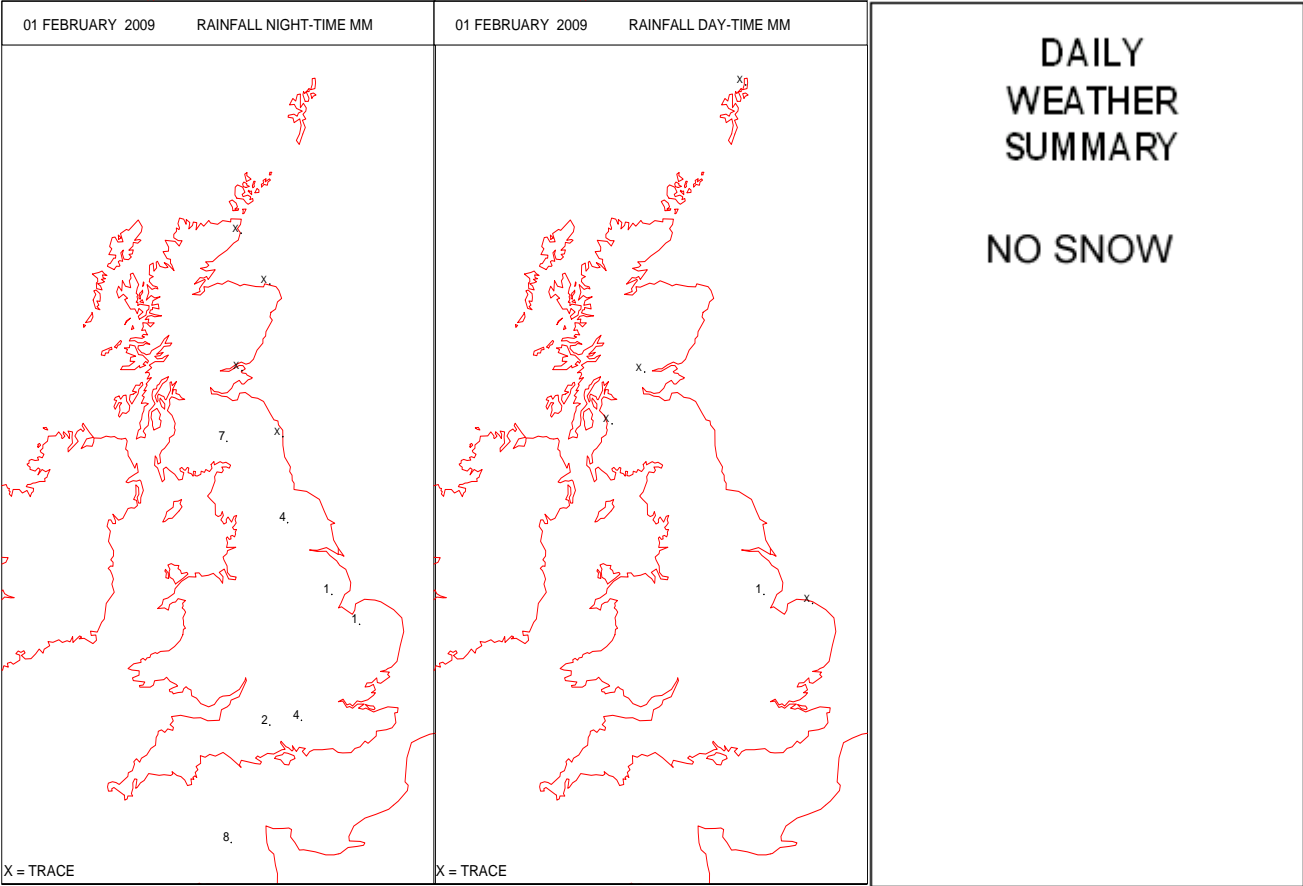 01 FEBRUARY 2009 RAINFALL NIGHT-TIME MM
X.
X.
X.
X.
7.
4.
1.
1.
2.
4.
8.
X = TRACE
01 FEBRUARY 2009 RAINFALL DAY-TIME MM
X.
X.
X.
1.
X.
X = TRACE
DAILY
WEATHER
SUMMARY
NO SNOW